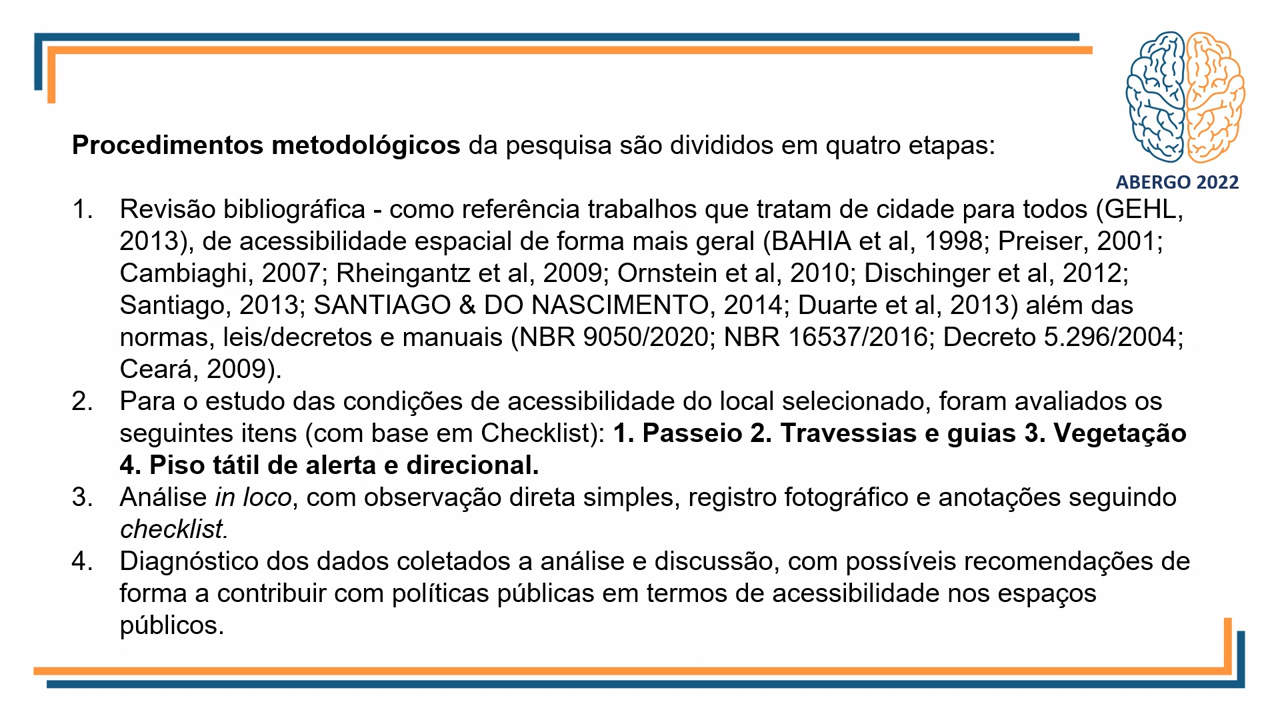 ABERGO 2022
Procedimentos metodológicos da pesquisa são divididos em quatro etapas:
1. Revisão bibliográfica - como referência trabalhos que tratam de cidade para todos (GEHL,
2013), de acessibilidade espacial de forma mais geral (BAHIA et al, 1998; Preiser, 2001;
Cambiaghi, 2007; Rheingantz et al, 2009; Ornstein et al, 2010; Dischinger et al, 2012;
Santiago, 2013; SANTIAGO & DO NASCIMENTO, 2014; Duarte et al, 2013) além das
normas, leis/decretos e manuais (NBR 9050/2020; NBR 16537/2016; Decreto 5.296/2004;
Ceará, 2009).
2. Para o estudo das condições de acessibilidade do local selecionado, foram avaliados os
seguintes itens (com base em Checklist): 1. Passeio 2. Travessias e guias 3. Vegetação
4. Piso tátil de alerta e direcional.
3. Análise in loco, com observação direta simples, registro fotográfico e anotações seguindo
checklist.
4. Diagnóstico dos dados coletados a análise e discussão, com possíveis recomendações de
forma a contribuir com políticas públicas em termos de acessibilidade nos espaços
públicos.